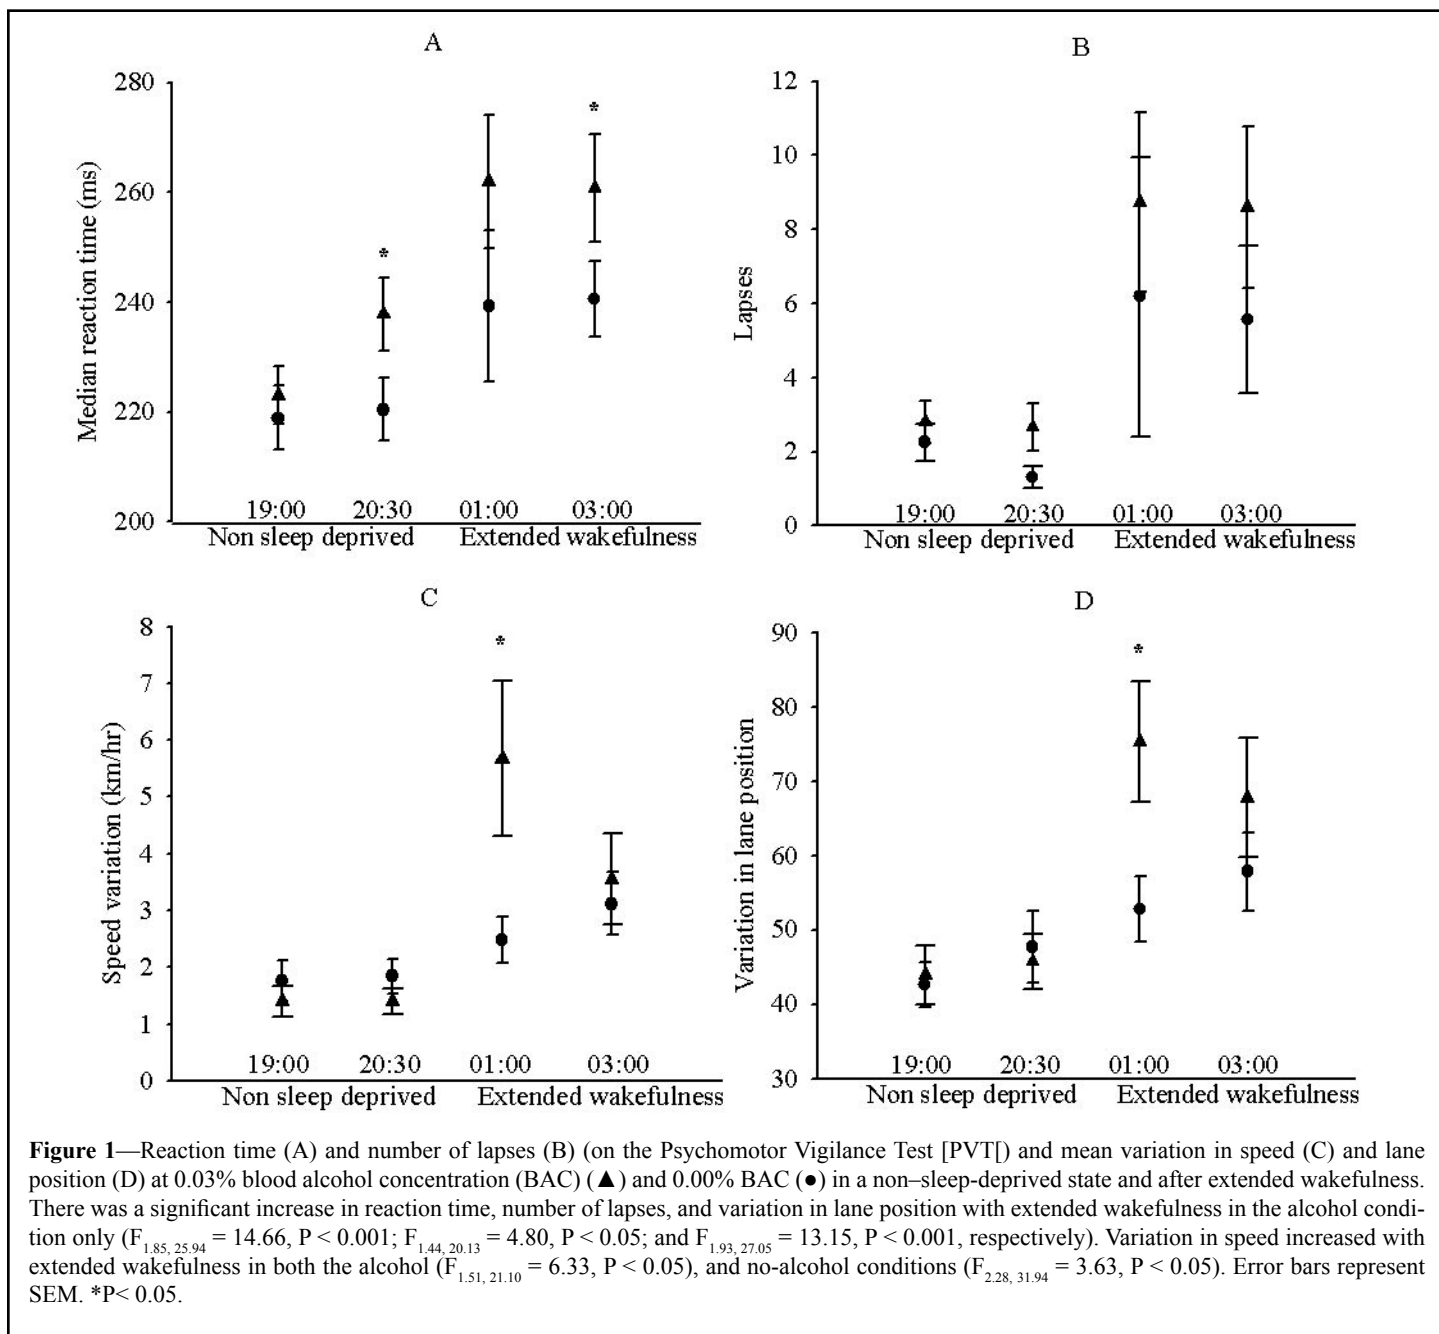 A
280
260
240
220
200
Median reaction time (ms)
*
*
19:00 20:30 01:00 03:00
Non sleep deprived Extended wakefulness
B
12
10
8
6
4
2
0
Lapses
19:00 20:30 01:00 03:00
Non sleep deprived Extended wakefulness
C
8
7
6
5
4
3
2
1
0
Speed variation (km/hr)
*
19:00 20:30 01:00 03:00
Non sleep deprived Extended wakefulness
D
90
80
70
60
50
40
30
Variation in lane position
*
19:00 20:30 01:00 03:00
Non sleep deprived Extended wakefulness
Figure 1—Reaction time (A) and number of lapses (B) (on the Psychomotor Vigilance Test [PVT[) and mean variation in speed (C) and lane
position (D) at 0.03% blood alcohol concentration (BAC) (▲) and 0.00% BAC (●) in a non–sleep-deprived state and after extended wakefulness.
There was a significant increase in reaction time, number of lapses, and variation in lane position with extended wakefulness in the alcohol condi-
tion only (F1.85, 25.94 = 14.66, P < 0.001; F1.44, 20.13 = 4.80, P < 0.05; and F1.93, 27.05 = 13.15, P < 0.001, respectively). Variation in speed increased with
extended wakefulness in both the alcohol (F1.51, 21.10 = 6.33, P < 0.05), and no-alcohol conditions (F2.28, 31.94 = 3.63, P < 0.05). Error bars represent
SEM. *P< 0.05.